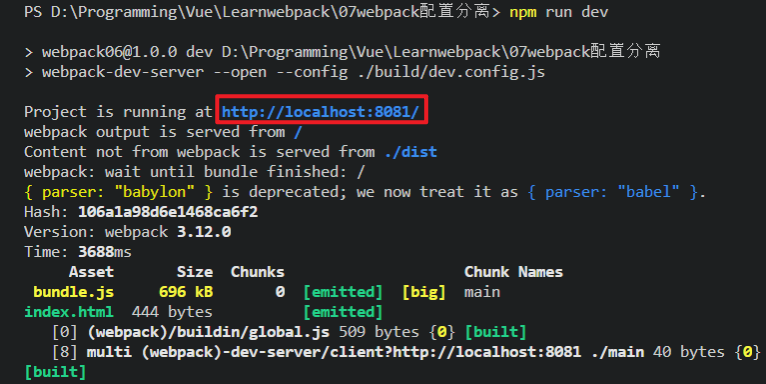 PS D:\Programming\Vue\Learnwebpack\07webpack配置分离> npm run dev
> webpack06@1.0.0 dev D:\Programming\Vue\Learnwebpack\07webpack配置分离
> webpack-dev-server --open --config ./build/dev.config.js
Project is running at http://localhost:8081/
webpack output is served from /
Content not from webpack is served from ./dist
webpack: wait until bundle finished: /
{ parser: "babylon" } is deprecated; we now treat it as { parser: "babel" }.
Hash: 106a1a98d6e1468ca6f2
Version: webpack 3.12.0
Time: 3688ms
Asset Size Chunks Chunk Names
bundle.js 696 kB 0 [emitted] [big] main
index.html 444 bytes [emitted]
[0] (webpack)/buildin/global.js 509 bytes {0} [built]
[8] multi (webpack)-dev-server/client?http://localhost:8081 ./main 40 bytes {0}
[built]